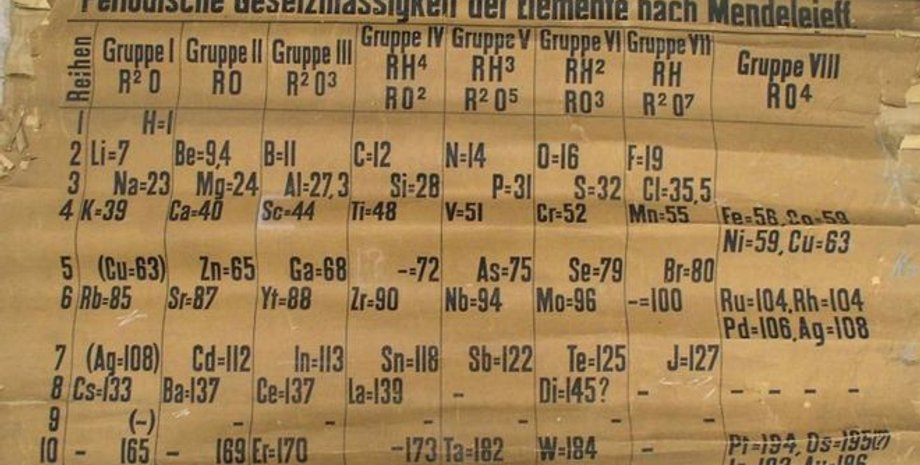 Periodische Gesetzmässigkeit der Elemente nach Mendelejeff
Reihen Gruppe I R²O Gruppe II RO Gruppe III R²O³ Gruppe IV RH⁴ RO² Gruppe V RH³ R²O⁵ Gruppe VI RH² RO³ Gruppe VII RH R²O⁷ Gruppe VIII RO⁴
1 H=1
2 Li=7 Be=9,4 B=11 C=12 N=14 O=16 F=19
3 Na=23 Mg=24 Al=27,3 Si=28 P=31 S=32 Cl=35,5
4 K=39 Ca=40 Sc=44 Ti=48 V=51 Cr=52 Mn=55 Fe=56, Co=59
Ni=59, Cu=63
5 (Cu=63) Zn=65 Ga=68 -=72 As=75 Se=79 Br=80
6 Rb=85 Sr=87 Yt=88 Zr=90 Nb=94 Mo=96 -=100 Ru=104, Rh=104
Pd=106, Ag=108
7 (Ag=108) Cd=112 In=113 Sn=118 Sb=122 Te=125 J=127
8 Cs=133 Ba=137 Ce=137 La=139 - Di=145? - - - - -
9 (-) - - - - - -
10 - 165 - 169 Er=170 -173 Ta=182 W=184 - Pt=194, Os=195(?)